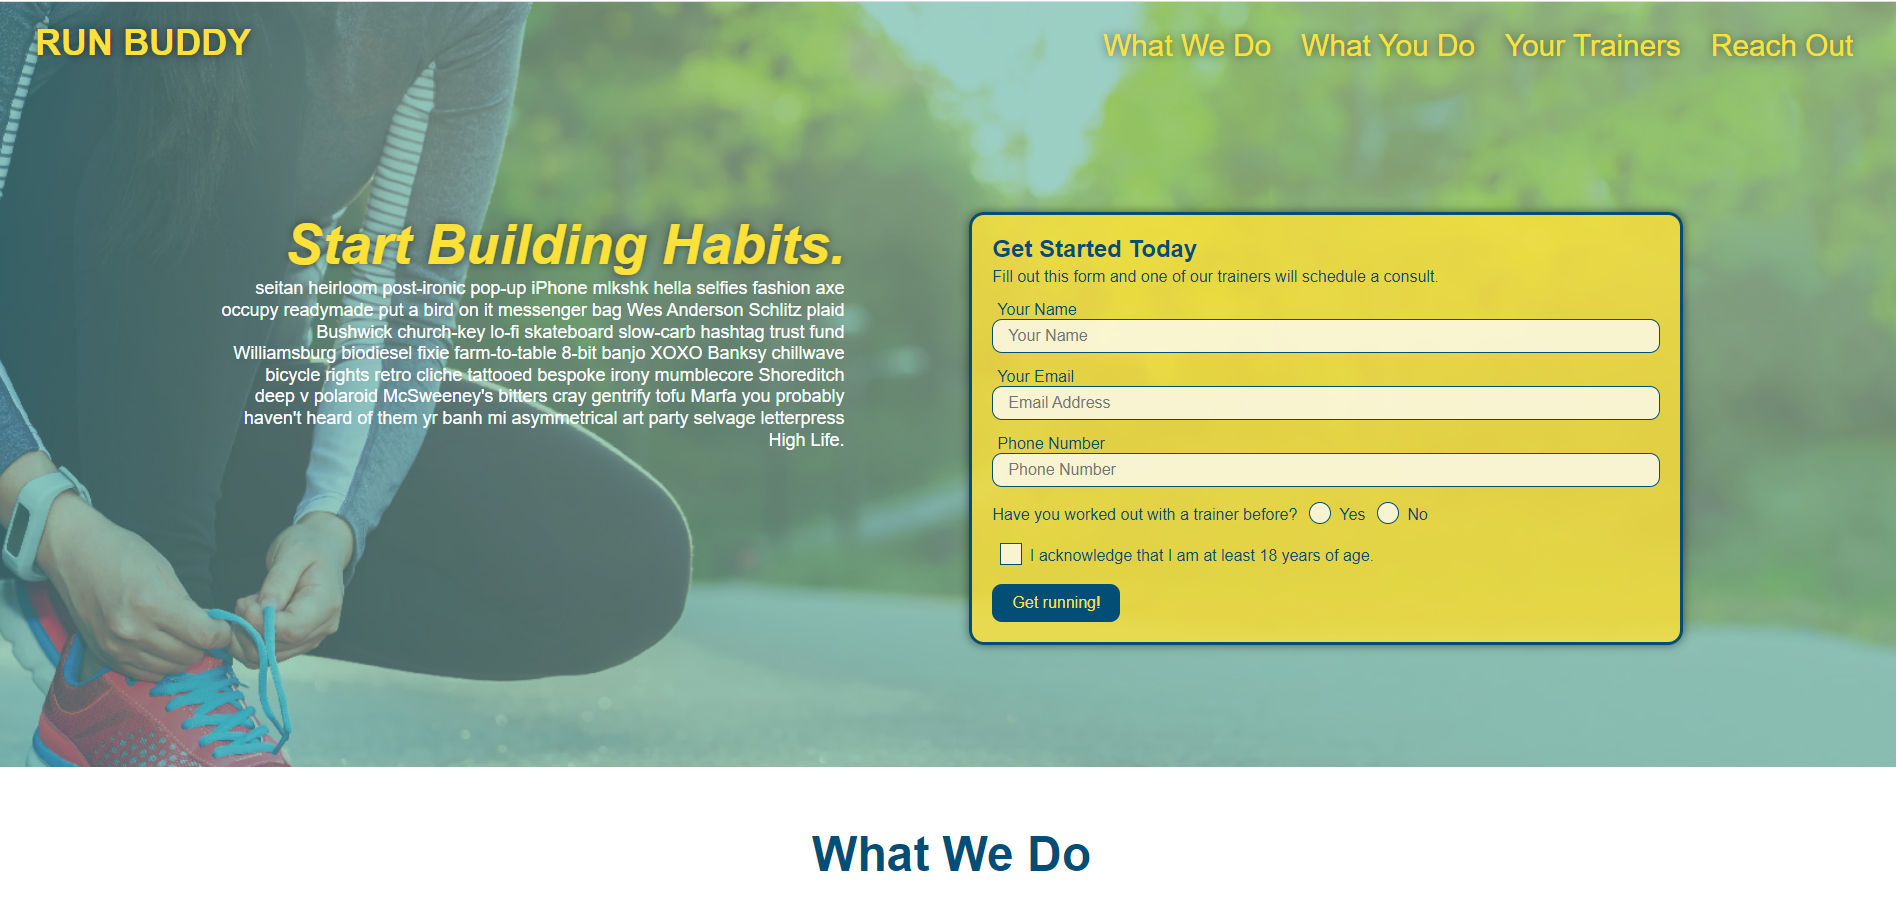 RUN BUDDY
What We Do What You Do Your Trainers Reach Out
Start Building Habits.
seitan heirloom post-ironic pop-up iPhone mlkshk hella selfies fashion axe
occupy readymade put a bird on it messenger bag Wes Anderson Schlitz plaid
Bushwick church-key lo-fi skateboard slow-carb hashtag trust fund
Williamsburg biodiesel fixie farm-to-table 8-bit banjo XOXO Banksy chillwave
bicycle rights retro cliche tattooed bespoke irony mumblecore Shoreditch
deep v polaroid McSweeney's bitters cray gentrify tofu Marfa you probably
haven't heard of them yr banh mi asymmetrical art party selvage letterpress
High Life.
Get Started Today
Fill out this form and one of our trainers will schedule a consult.
Your Name
Your Name
Your Email
Email Address
Phone Number
Phone Number
Have you worked out with a trainer before? Yes No
I acknowledge that I am at least 18 years of age.
Get running!
What We Do